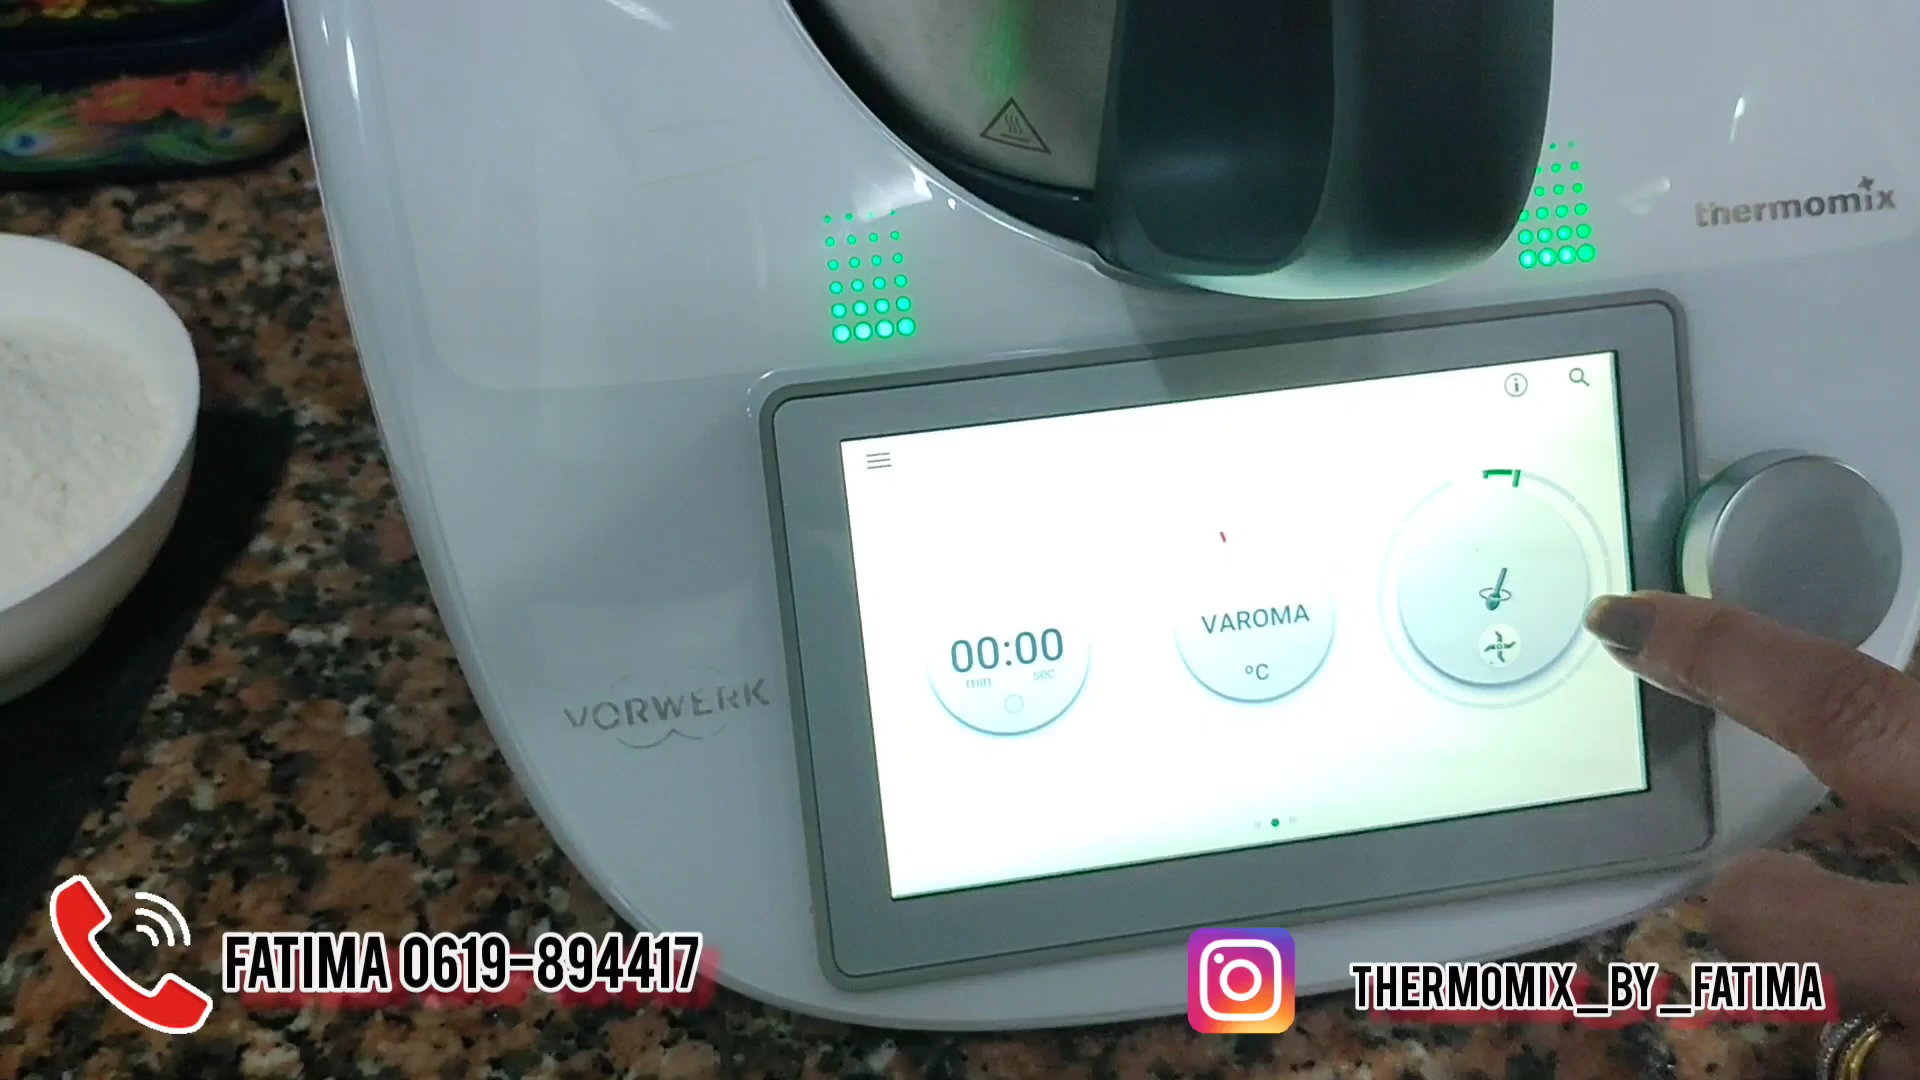 thermomix
VORWERK
00:00
min sec
VAROMA
°C
FATIMA 0619-894417
THERMOMIX_BY_FATIMA